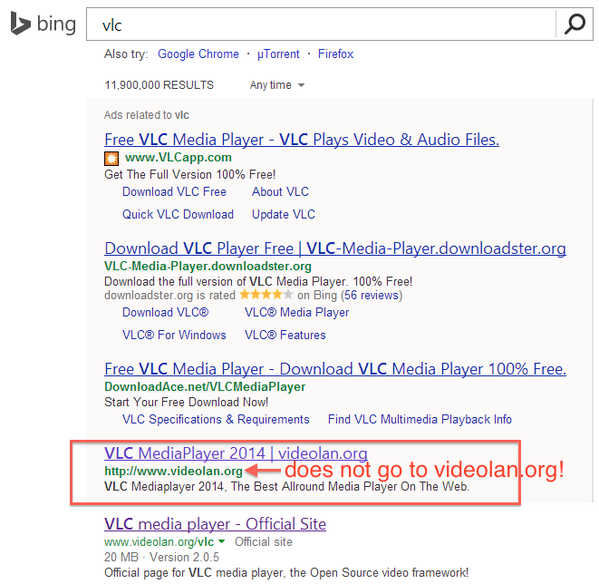 bing vlc
Also try: Google Chrome · µTorrent · Firefox
11,900,000 RESULTS Any time
Ads related to vlc
Free VLC Media Player - VLC Plays Video & Audio Files.
www.VLCapp.com
Get The Full Version 100% Free!
Download VLC Free About VLC
Quick VLC Download Update VLC
Download VLC Player Free | VLC-Media-Player.downloadster.org
VLC-Media-Player.downloadster.org
Download the full version of VLC Media Player. 100% Free!
downloadster.org is rated ★★★★★ on Bing (56 reviews)
Download VLC® VLC® Media Player
VLC® For Windows VLC® Features
Free VLC Media Player - Download VLC Media Player 100% Free.
DownloadAce.net/VLCMediaPlayer
Start Your Free Download Now!
VLC Specifications & Requirements Find VLC Multimedia Playback Info
VLC MediaPlayer 2014 | videolan.org
http://www.videolan.org does not go to videolan.org!
VLC Mediaplayer 2014, The Best Allround Media Player On The Web.
VLC media player - Official Site
www.videolan.org/vlc Official site
20 MB · Version 2.0.5
Official page for VLC media player, the Open Source video framework!